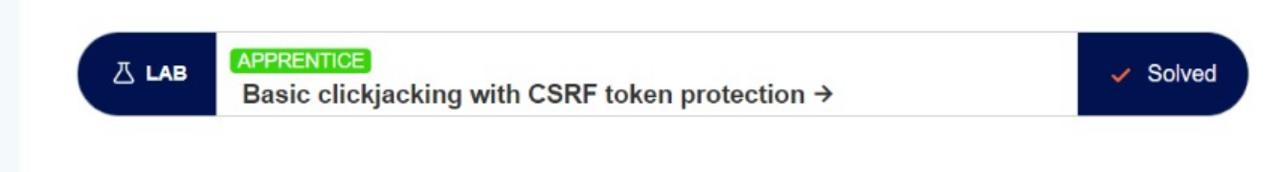 LAB
APPRENTICE
Basic clickjacking with CSRF token protection →
Solved